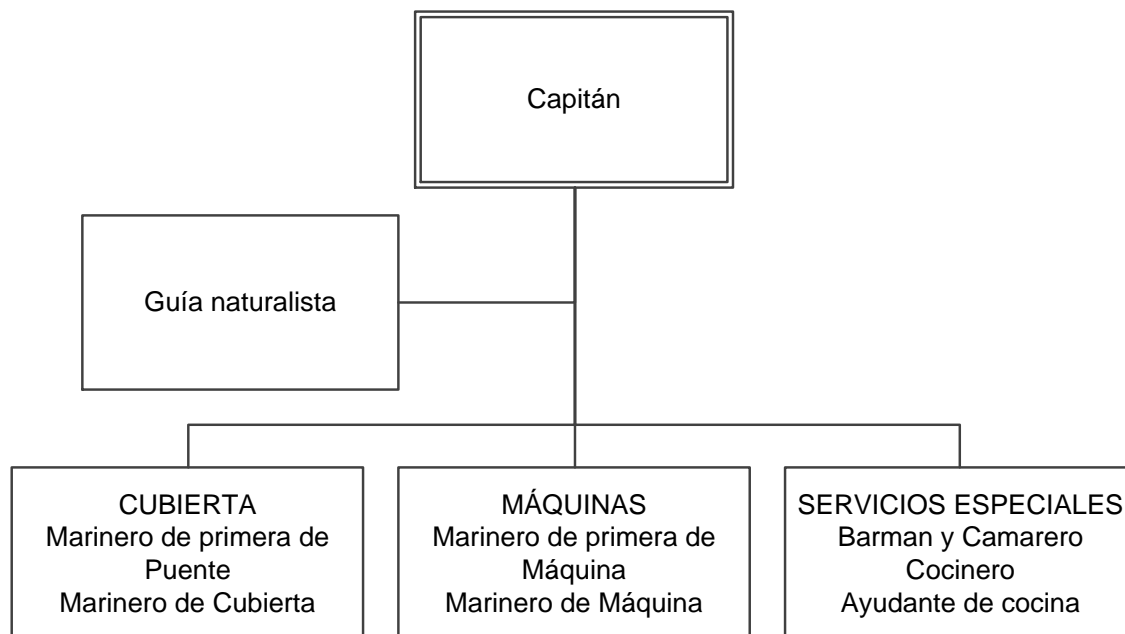 Capitán
Guía naturalista
CUBIERTA
Marinero de primera de
Puente
Marinero de Cubierta
MÁQUINAS
Marinero de primera de
Máquina
Marinero de Máquina
SERVICIOS ESPECIALES
Barman y Camarero
Cocinero
Ayudante de cocina